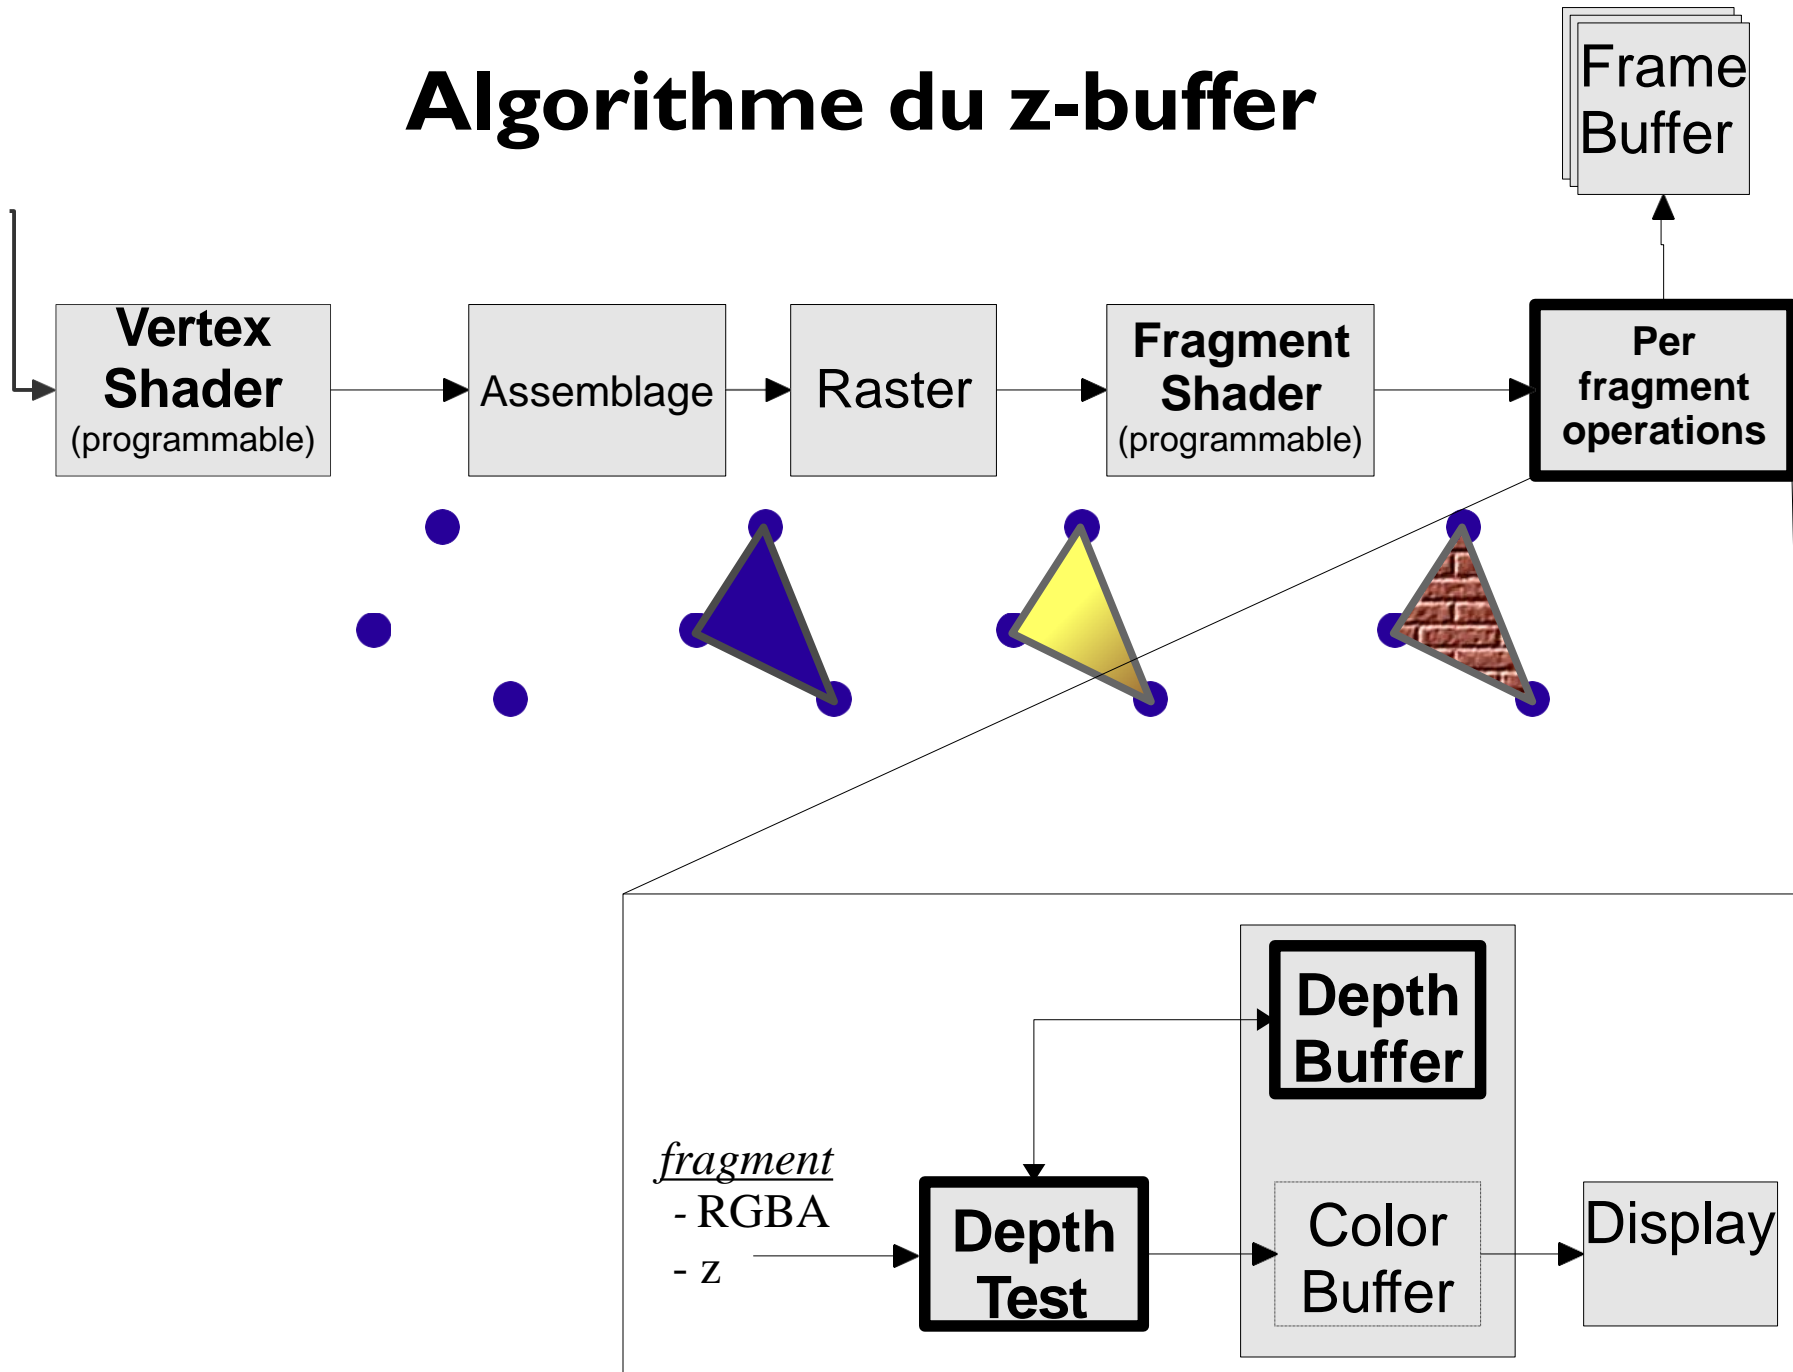 Algorithme du z-buffer
Frame
Buffer
Vertex
Shader
(programmable)
Assemblage
Raster
Fragment
Shader
(programmable)
Per
fragment
operations
Depth
Buffer
fragment
- RGBA
- z
Depth
Test
Color
Buffer
Display